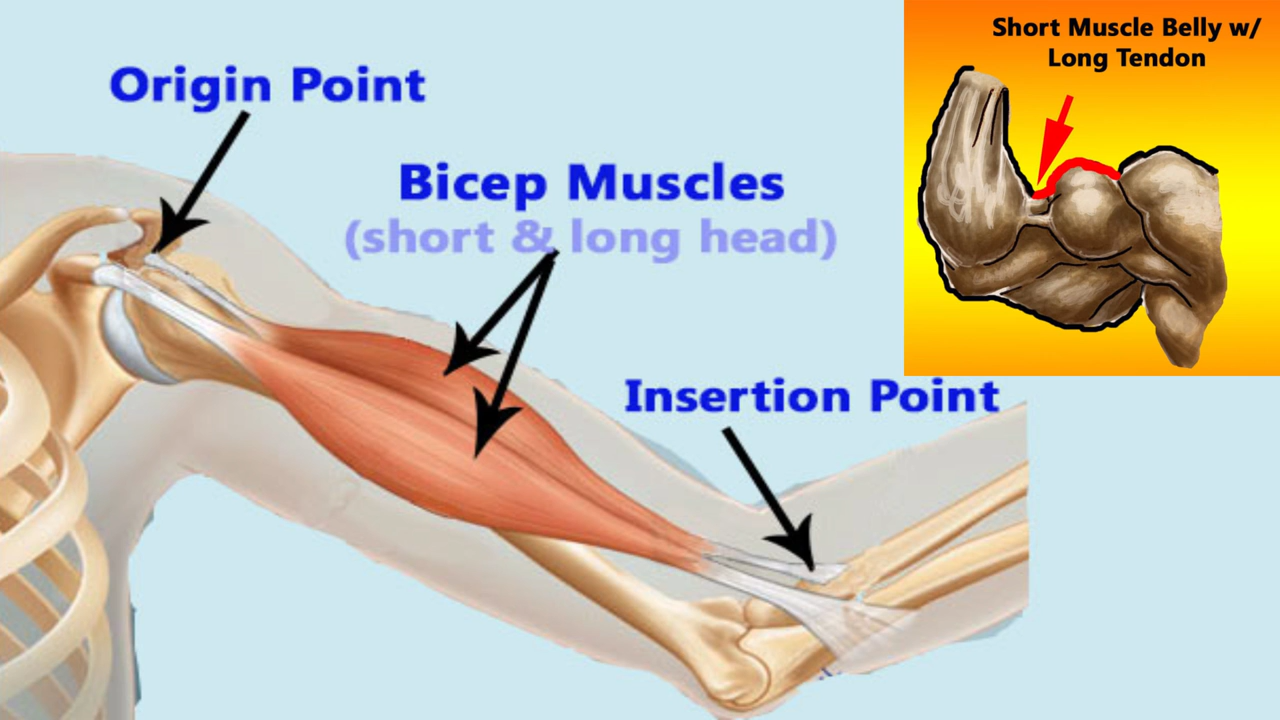 Origin Point
Bicep Muscles
(short & long head)
Insertion Point
Short Muscle Belly w/
Long Tendon